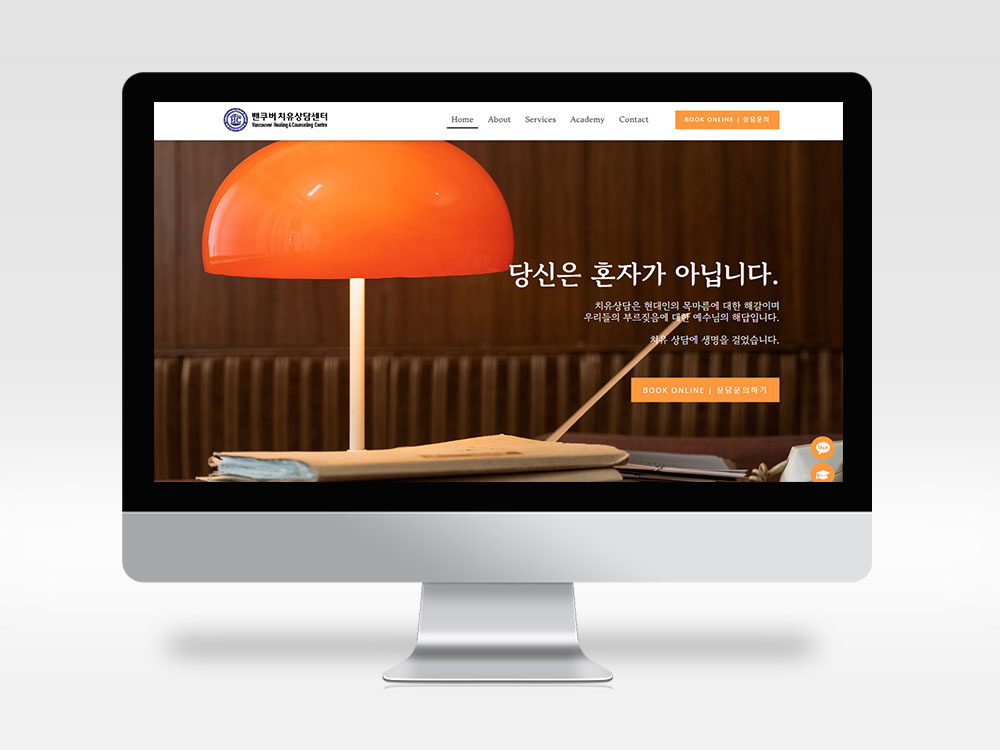 밴쿠버 치유상담센터
Vancouver Healing & Counseling Centre
Home About Services Academy Contact
BOOK ONLINE | 상담문의
당신은 혼자가 아닙니다.
치유상담은 현대인의 목마름에 대한 해갈이며
우리들의 부르짖음에 대한 예수님의 해답입니다.
치유 상담에 생명을 걸었습니다.
BOOK ONLINE | 상담문의하기
TALK